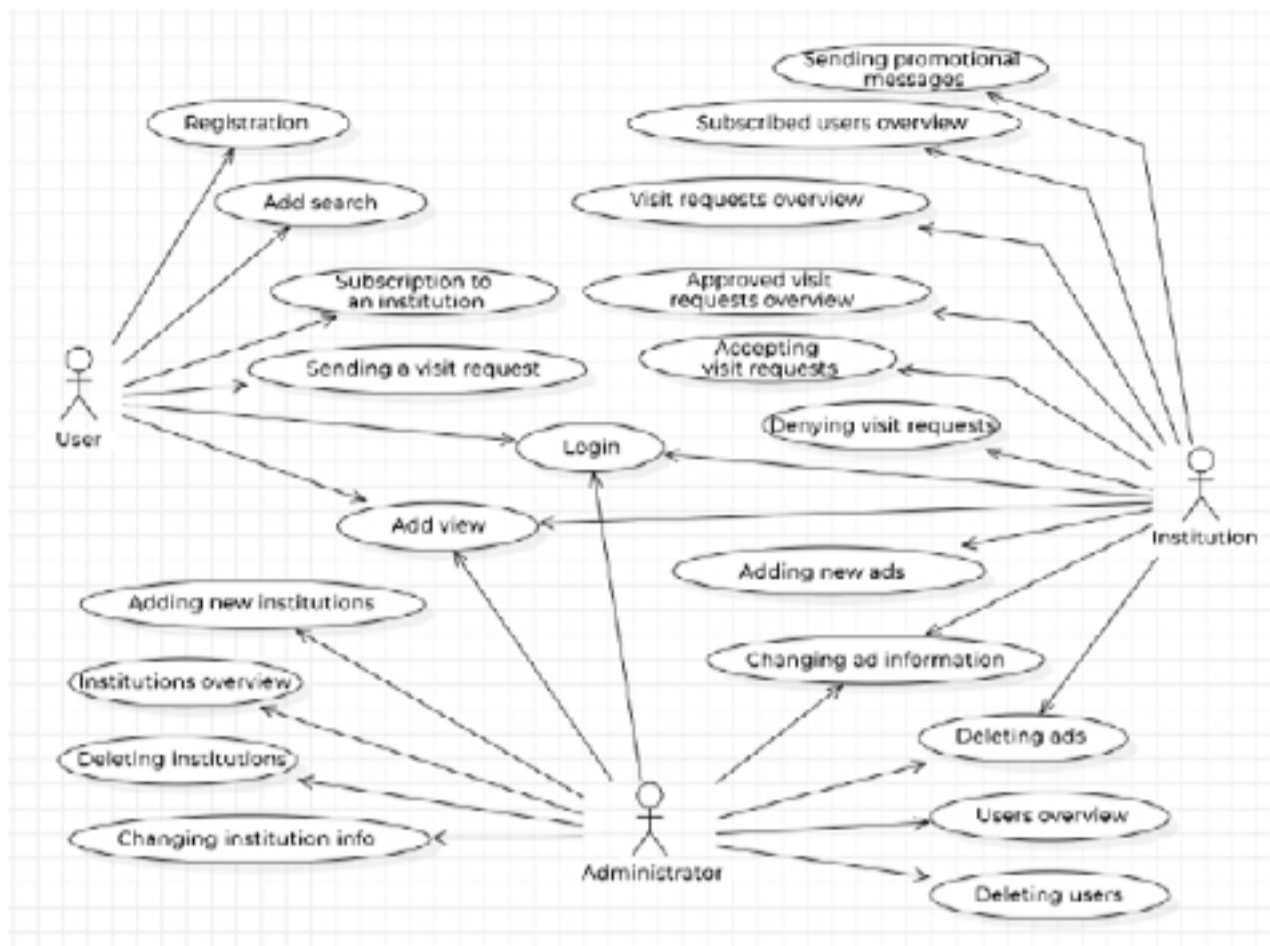 Sending promotional
messages
Registration
Subscribed users overview
Add search
Visit requests overview
Subscription to
an institution
Approved visit
requests overview
Sending a visit request
Accepting
visit requests
User
Login
Denying visit requests
Add view
Institution
Adding new ads
Adding new institutions
Changing ad information
Institutions overview
Deleting ads
Deleting institutions
Users overview
Changing institution info
Administrator
Deleting users